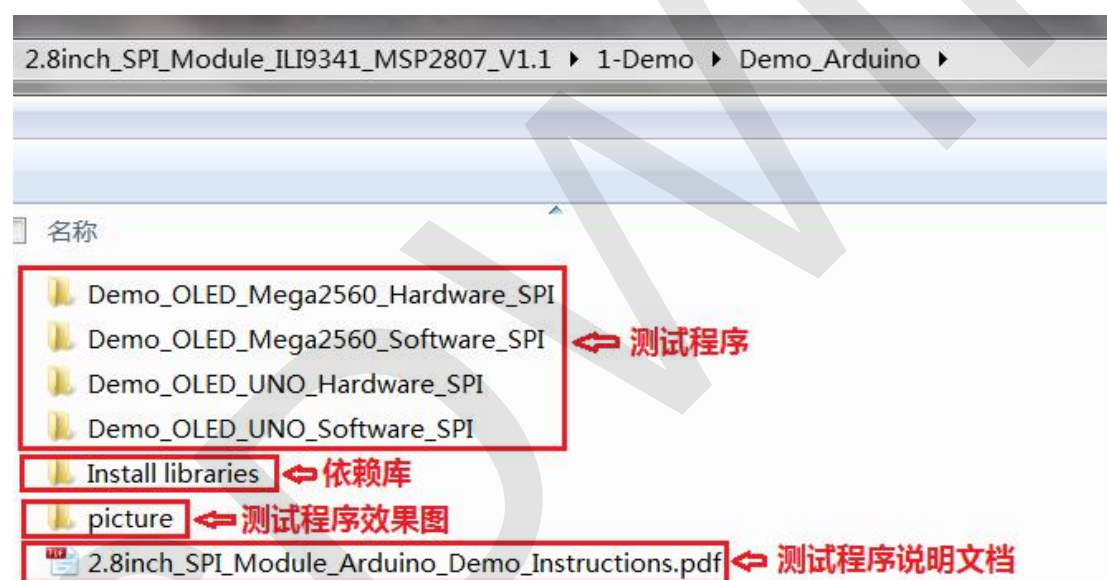 2.8inch_SPI_Module_ILI9341_MSP2807_V1.1 ▸ 1-Demo ▸ Demo_Arduino ▸
名称
Demo_OLED_Mega2560_Hardware_SPI
Demo_OLED_Mega2560_Software_SPI 测试程序
Demo_OLED_UNO_Hardware_SPI
Demo_OLED_UNO_Software_SPI
Install libraries 依赖库
picture 测试程序效果图
2.8inch_SPI_Module_Arduino_Demo_Instructions.pdf 测试程序说明文档